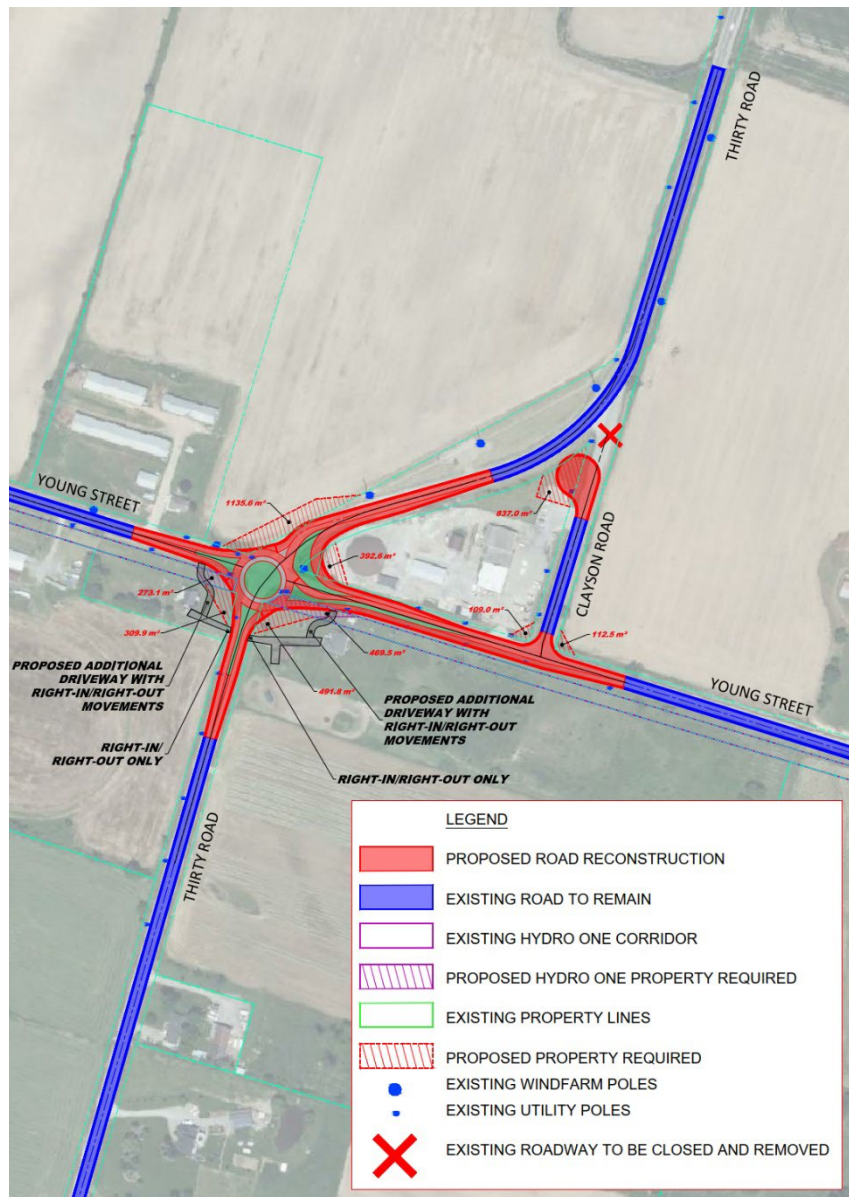 THIRTY ROAD
YOUNG STREET
1135.6 m²
837.0 m²
392.6 m²
CLAYSON ROAD
273.1 m²
109.0 m²
112.5 m²
309.9 m²
469.5 m²
PROPOSED ADDITIONAL
DRIVEWAY WITH
RIGHT-IN/RIGHT-OUT
MOVEMENTS
491.8 m²
PROPOSED ADDITIONAL
DRIVEWAY WITH
RIGHT-IN/RIGHT-OUT
MOVEMENTS
YOUNG STREET
RIGHT-IN/
RIGHT-OUT ONLY
RIGHT-IN/RIGHT-OUT ONLY
THIRTY ROAD
LEGEND
PROPOSED ROAD RECONSTRUCTION
EXISTING ROAD TO REMAIN
EXISTING HYDRO ONE CORRIDOR
PROPOSED HYDRO ONE PROPERTY REQUIRED
EXISTING PROPERTY LINES
PROPOSED PROPERTY REQUIRED
EXISTING WINDFARM POLES
EXISTING UTILITY POLES
EXISTING ROADWAY TO BE CLOSED AND REMOVED